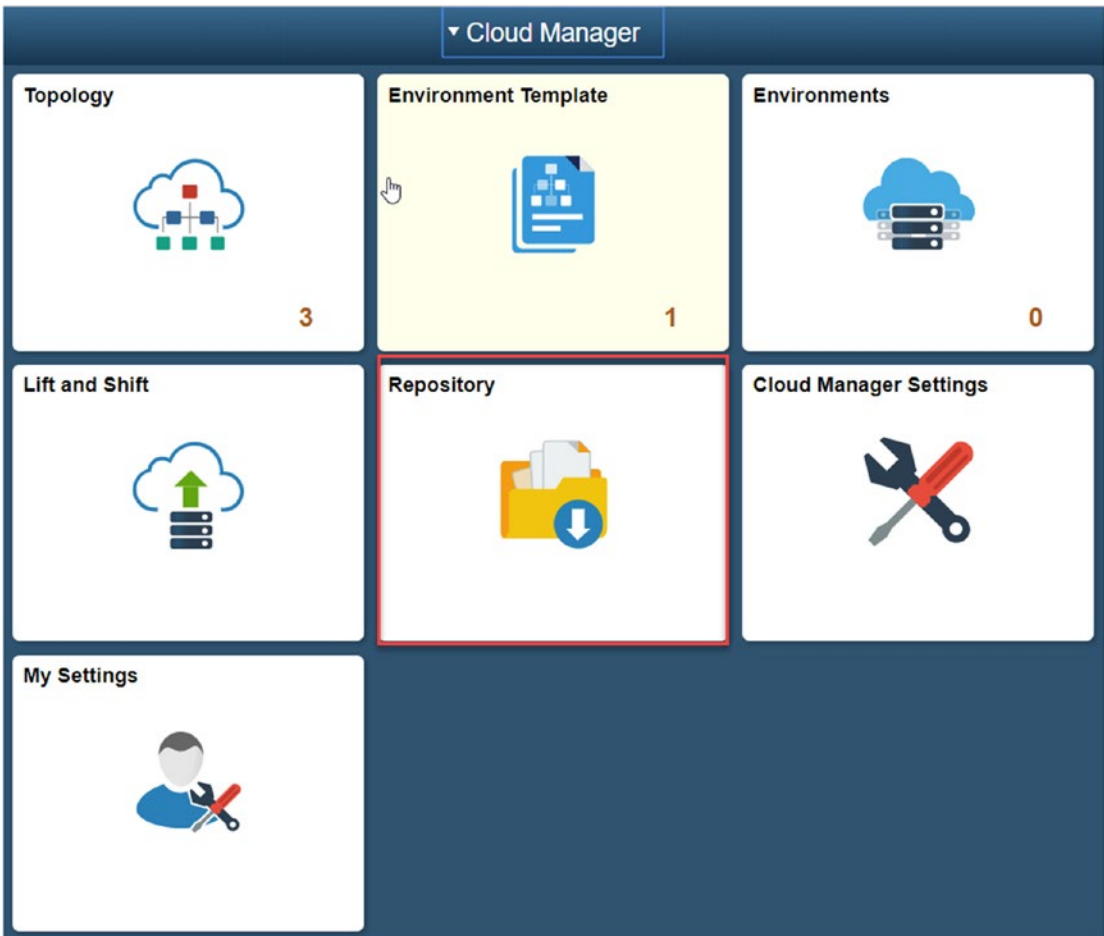 Cloud Manager
Topology
3
Environment Template
1
Environments
0
Lift and Shift
Repository
Cloud Manager Settings
My Settings